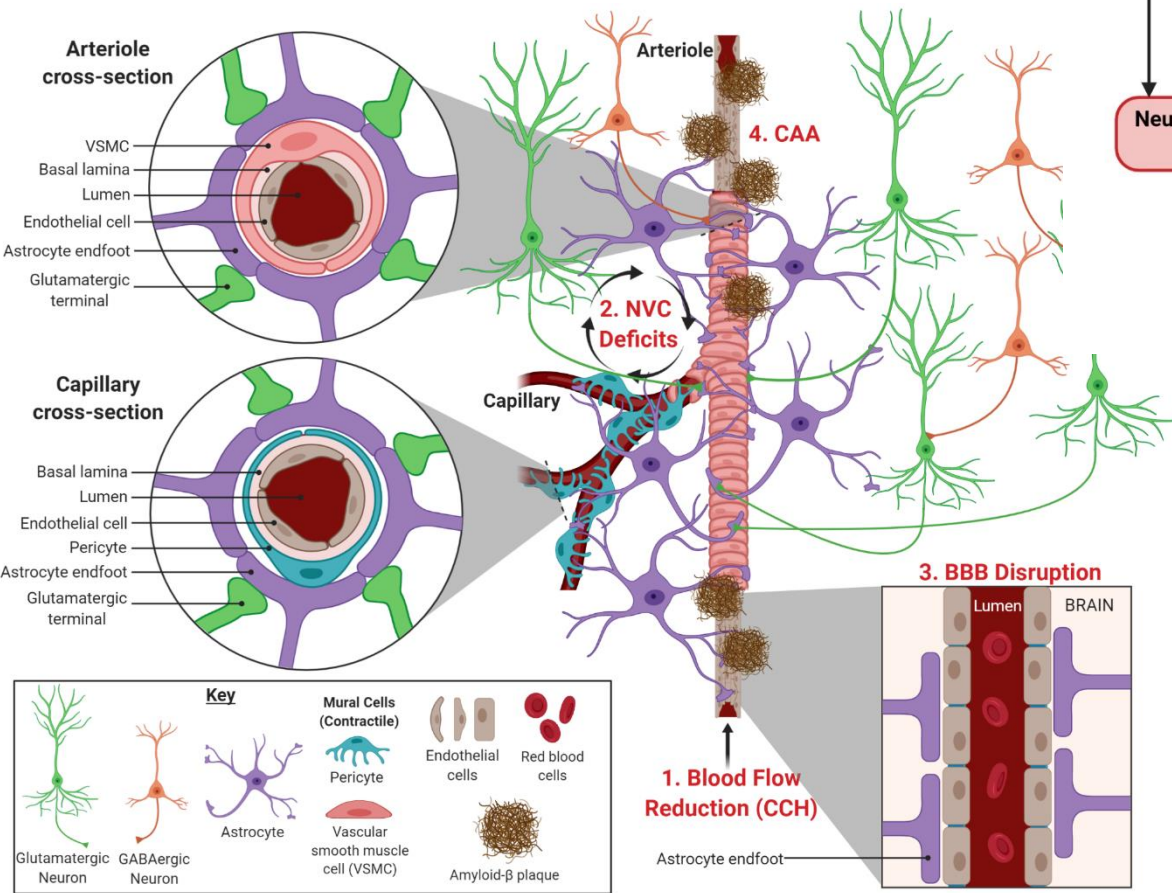 Arteriole
cross-section
VSMC
Basal lamina
Lumen
Endothelial cell
Astrocyte endfoot
Glutamatergic
terminal
Capillary
cross-section
Basal lamina
Lumen
Endothelial cell
Pericyte
Astrocyte endfoot
Glutamatergic
terminal
Arteriole
4. CAA
2. NVC
Deficits
Capillary
Neu
3. BBB Disruption
Lumen
BRAIN
1. Blood Flow
Reduction (CCH)
Astrocyte endfoot
Key
Glutamatergic
Neuron
GABAergic
Neuron
Astrocyte
Mural Cells
(Contractile)
Pericyte
Vascular
smooth muscle
cell (VSMC)
Endothelial
cells
Red blood
cells
Amyloid-β plaque